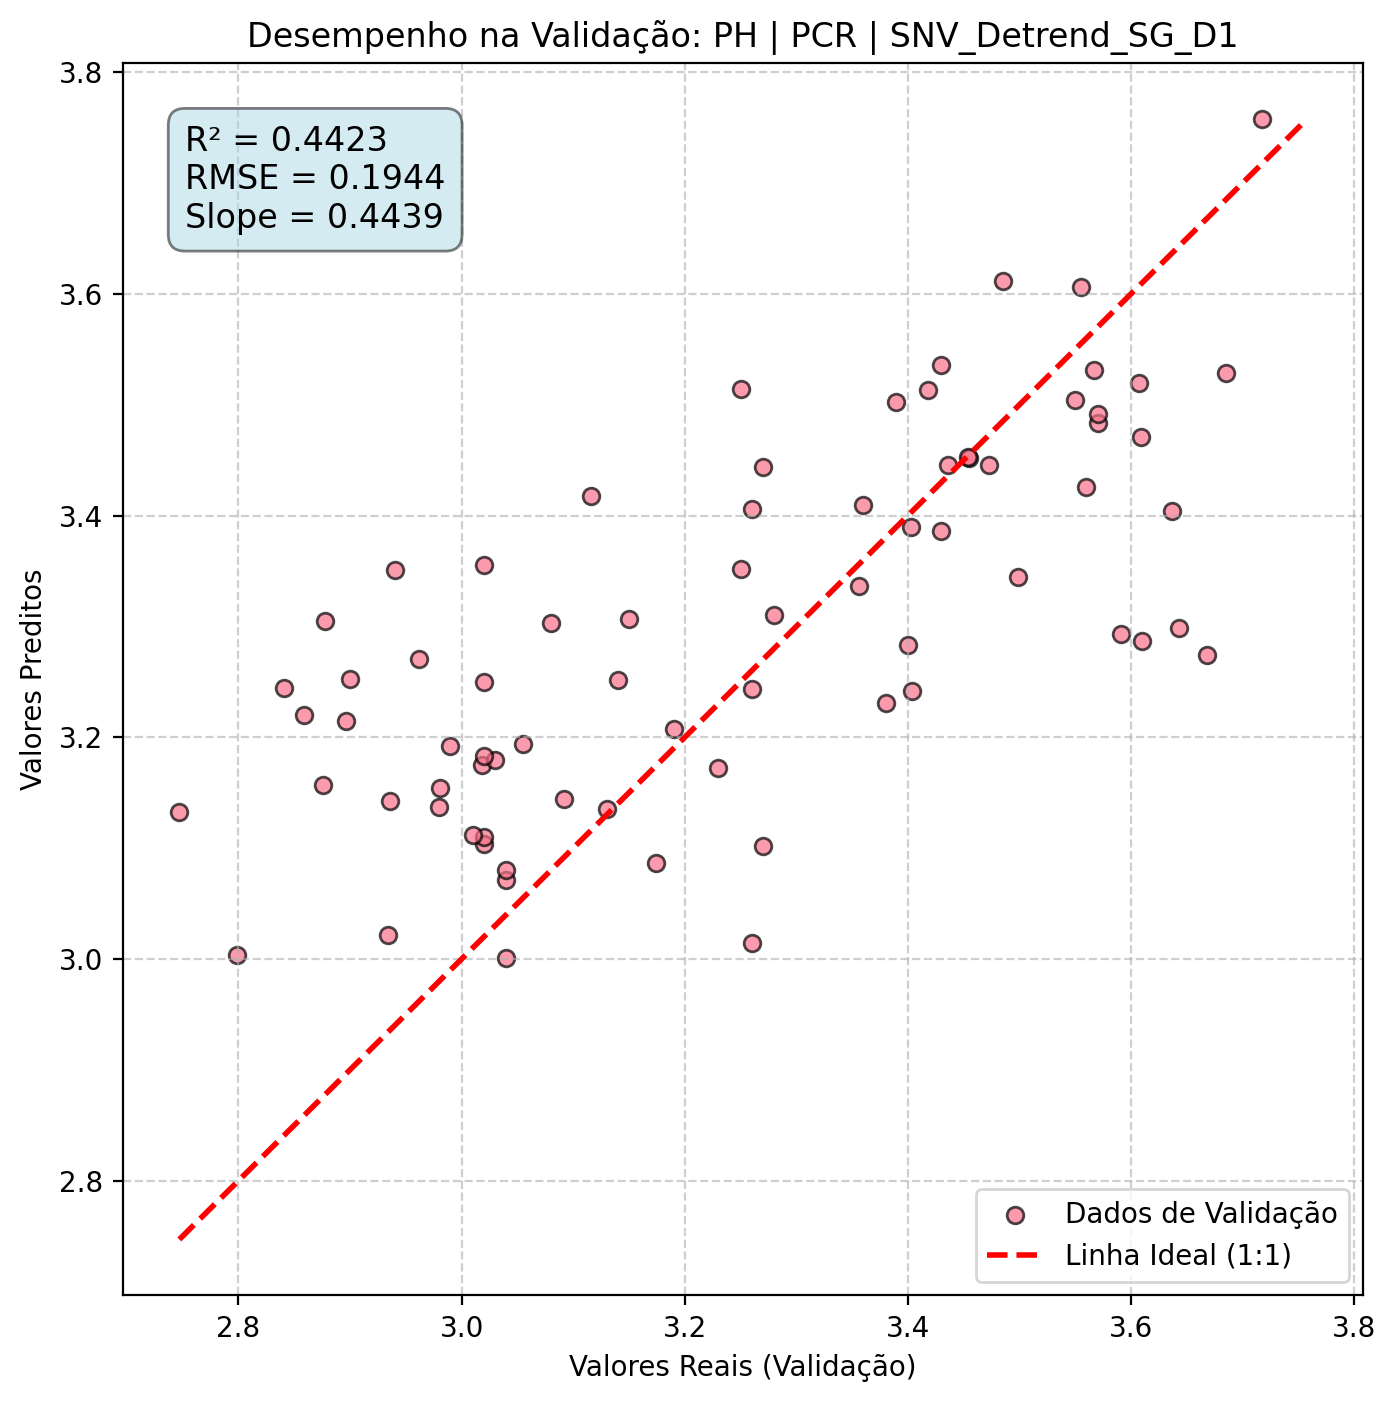 Desempenho na Validação: PH | PCR | SNV_Detrend_SG_D1
R² = 0.4423
RMSE = 0.1944
Slope = 0.4439
3.8
3.6
3.4
3.2
3.0
2.8
Valores Preditos
Dados de Validação
Linha Ideal (1:1)
2.8 3.0 3.2 3.4 3.6 3.8
Valores Reais (Validação)